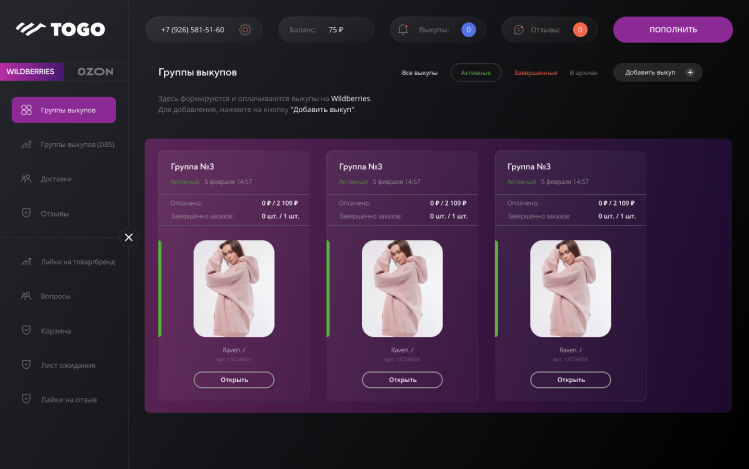 TOGO
+7 (926) 581-51-60
Баланс: 75 ₽
Выкупы: 0
Отзывы: 0
ПОПОЛНИТЬ
WILDBERRIES
OZON
Группы выкупов
Группы выкупов (DBS)
Доставки
Отзывы
Лайки на товар/бренд
Вопросы
Корзина
Лист ожидания
Лайки на отзыв
Группы выкупов
Все выкупы
Активные
Завершенные
В архиве
Добавить выкуп
Здесь формируются и оплачиваются выкупы на Wildberries.
Для добавления, нажмите на кнопку "Добавить выкуп".
Группа №3
Активный 5 февраля 14:57
Оплачено: 0 ₽ / 2 109 ₽
Завершенно заказов: 0 шт. / 1 шт.
Raven. /
Арт. 13724856
Открыть
Группа №3
Активный 5 февраля 14:57
Оплачено: 0 ₽ / 2 109 ₽
Завершенно заказов: 0 шт. / 1 шт.
Raven. /
Арт. 13724856
Открыть
Группа №3
Активный 5 февраля 14:57
Оплачено: 0 ₽ / 2 109 ₽
Завершенно заказов: 0 шт. / 1 шт.
Raven. /
Арт. 13724856
Открыть